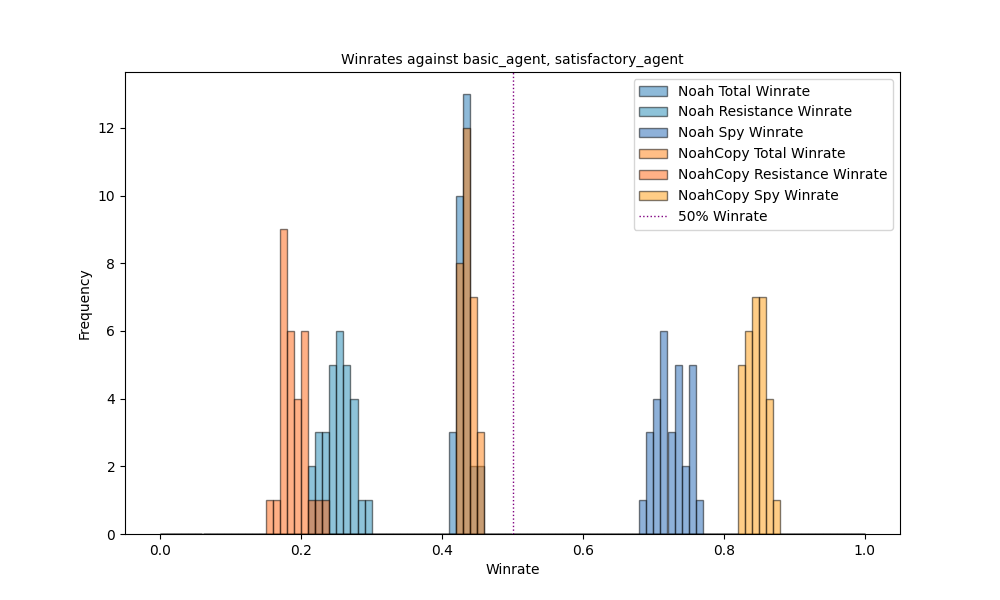 Winrates against basic_agent, satisfactory_agent
Noah Total Winrate
Noah Resistance Winrate
Noah Spy Winrate
NoahCopy Total Winrate
NoahCopy Resistance Winrate
NoahCopy Spy Winrate
50% Winrate
Frequency
12
10
8
6
4
2
0
0.0 0.2 0.4 0.6 0.8 1.0
Winrate